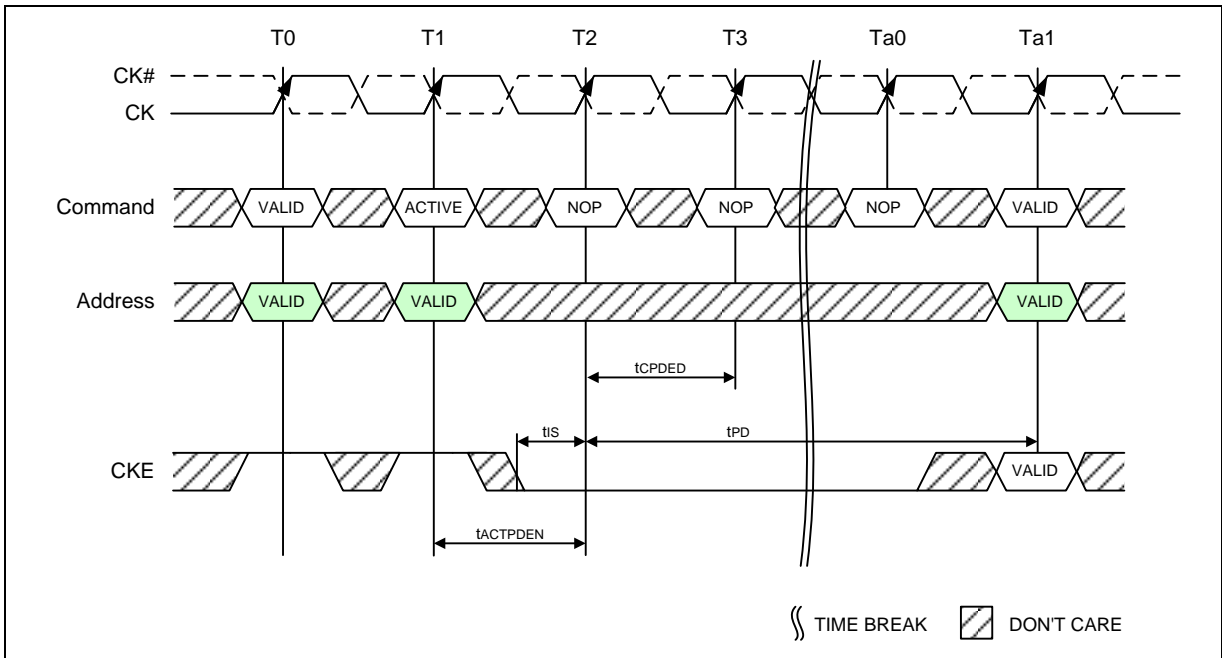 T0 T1 T2 T3 Ta0 Ta1
CK#
CK
Command VALID ACTIVE NOP NOP NOP VALID
Address VALID VALID VALID
tCPDED
tIS tPD
CKE VALID
tACTPDEN
TIME BREAK DON'T CARE